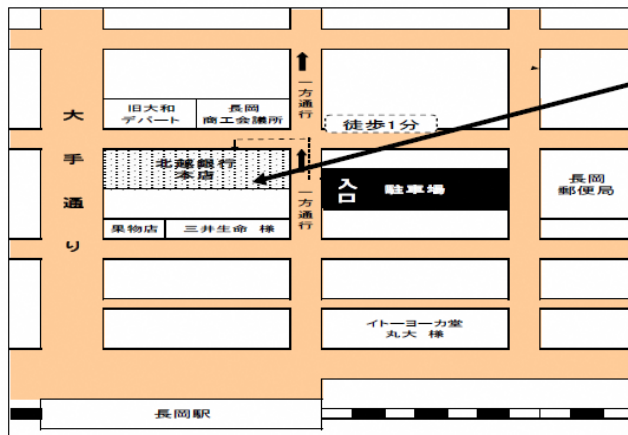 大手通り
一方通行
旧大和
デパート
長岡
商工会議所
徒歩1分
北越銀行
本店
一方通行
入口
駐車場
長岡
郵便局
果物店
三井生命 様
イトーヨーカ堂
丸大 様
長岡駅